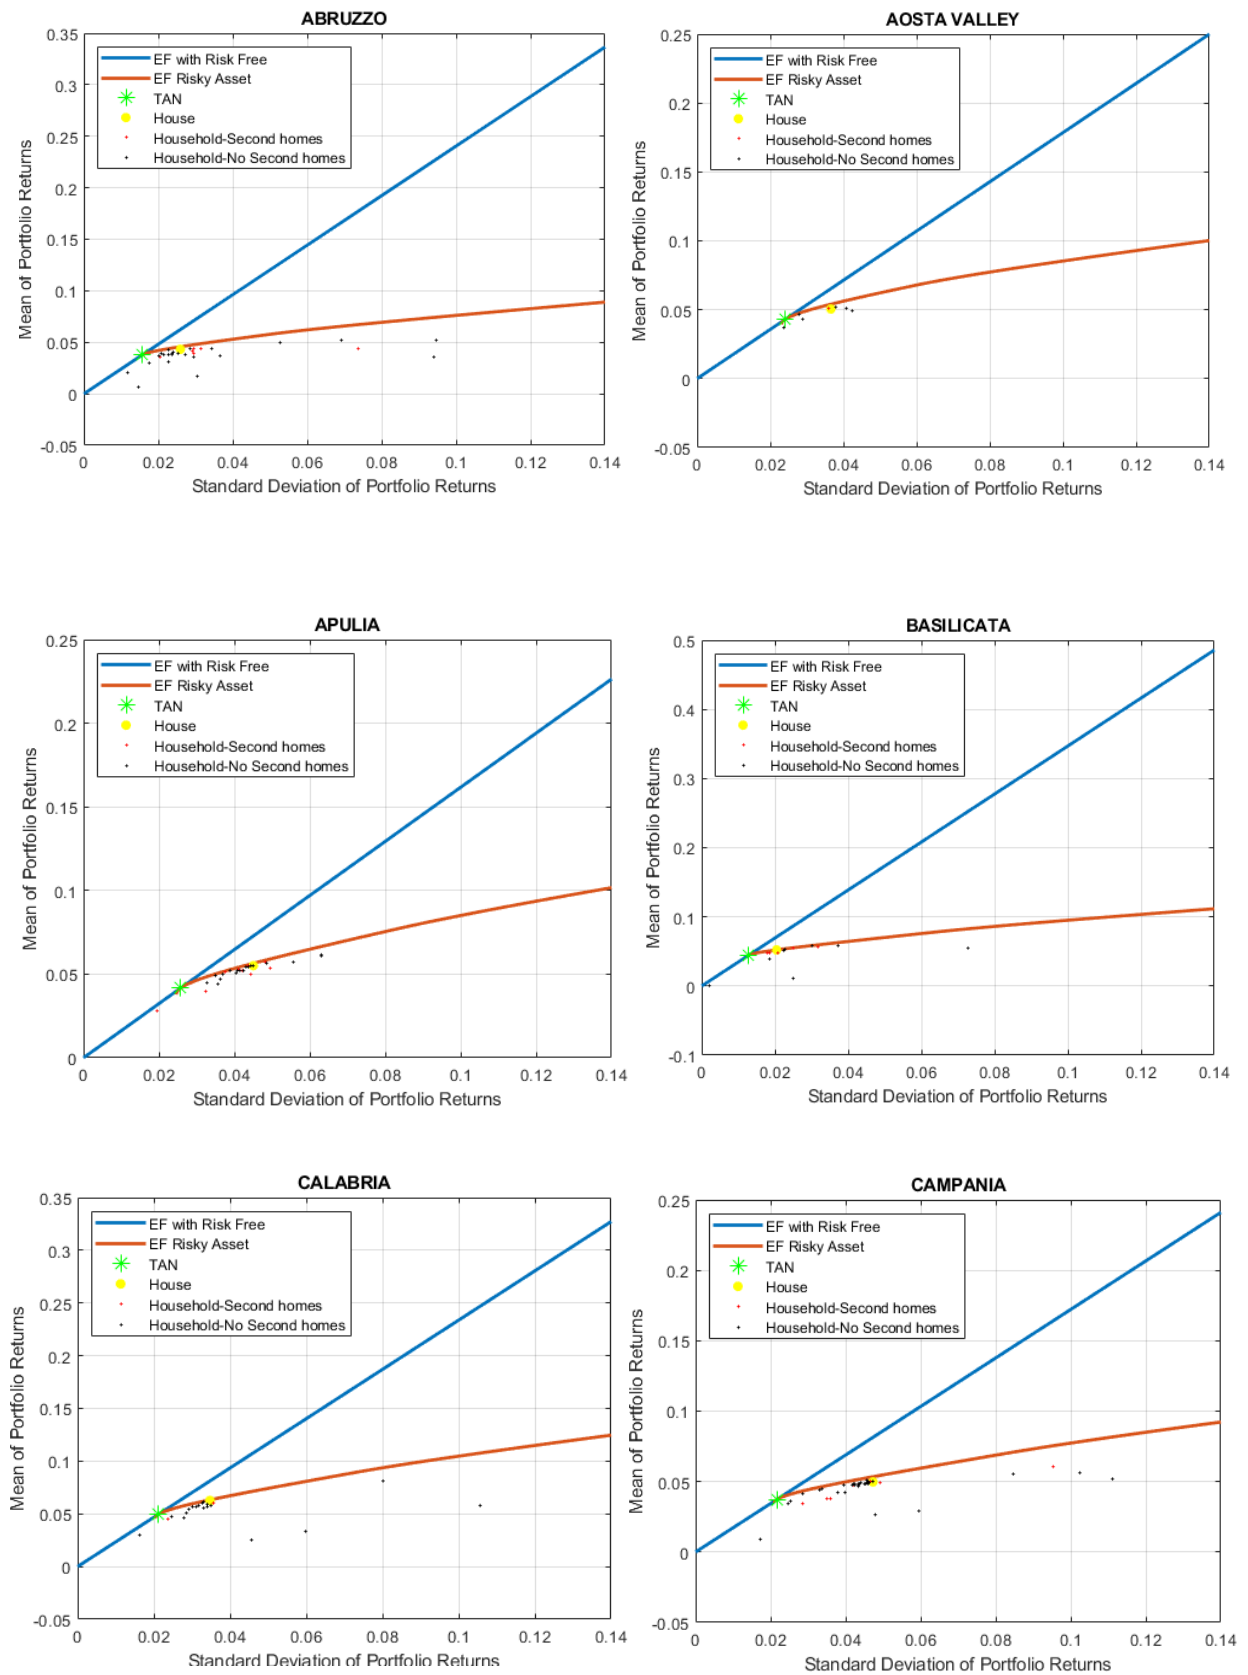 ABRUZZO
0.35
0.3
0.25
0.2
0.15
0.1
0.05
0
-0.05
EF with Risk Free
EF Risky Asset
TAN
House
Household-Second homes
Household-No Second homes
0 0.02 0.04 0.06 0.08 0.1 0.12 0.14
Mean of Portfolio Returns
Standard Deviation of Portfolio Returns
AOSTA VALLEY
0.25
0.2
0.15
0.1
0.05
0
-0.05
EF with Risk Free
EF Risky Asset
TAN
House
Household-Second homes
Household-No Second homes
0 0.02 0.04 0.06 0.08 0.1 0.12 0.14
Mean of Portfolio Returns
Standard Deviation of Portfolio Returns
APULIA
0.25
0.2
0.15
0.1
0.05
0
EF with Risk Free
EF Risky Asset
TAN
House
Household-Second homes
Household-No Second homes
0 0.02 0.04 0.06 0.08 0.1 0.12 0.14
Mean of Portfolio Returns
Standard Deviation of Portfolio Returns
BASILICATA
0.5
0.4
0.3
0.2
0.1
0
-0.1
EF with Risk Free
EF Risky Asset
TAN
House
Household-Second homes
Household-No Second homes
0 0.02 0.04 0.06 0.08 0.1 0.12 0.14
Mean of Portfolio Returns
Standard Deviation of Portfolio Returns
CALABRIA
0.35
0.3
0.25
0.2
0.15
0.1
0.05
0
-0.05
EF with Risk Free
EF Risky Asset
TAN
House
Household-Second homes
Household-No Second homes
0 0.02 0.04 0.06 0.08 0.1 0.12 0.14
Mean of Portfolio Returns
Standard Deviation of Portfolio Returns
CAMPANIA
0.25
0.2
0.15
0.1
0.05
0
-0.05
EF with Risk Free
EF Risky Asset
TAN
House
Household-Second homes
Household-No Second homes
0 0.02 0.04 0.06 0.08 0.1 0.12 0.14
Mean of Portfolio Returns
Standard Deviation of Portfolio Returns